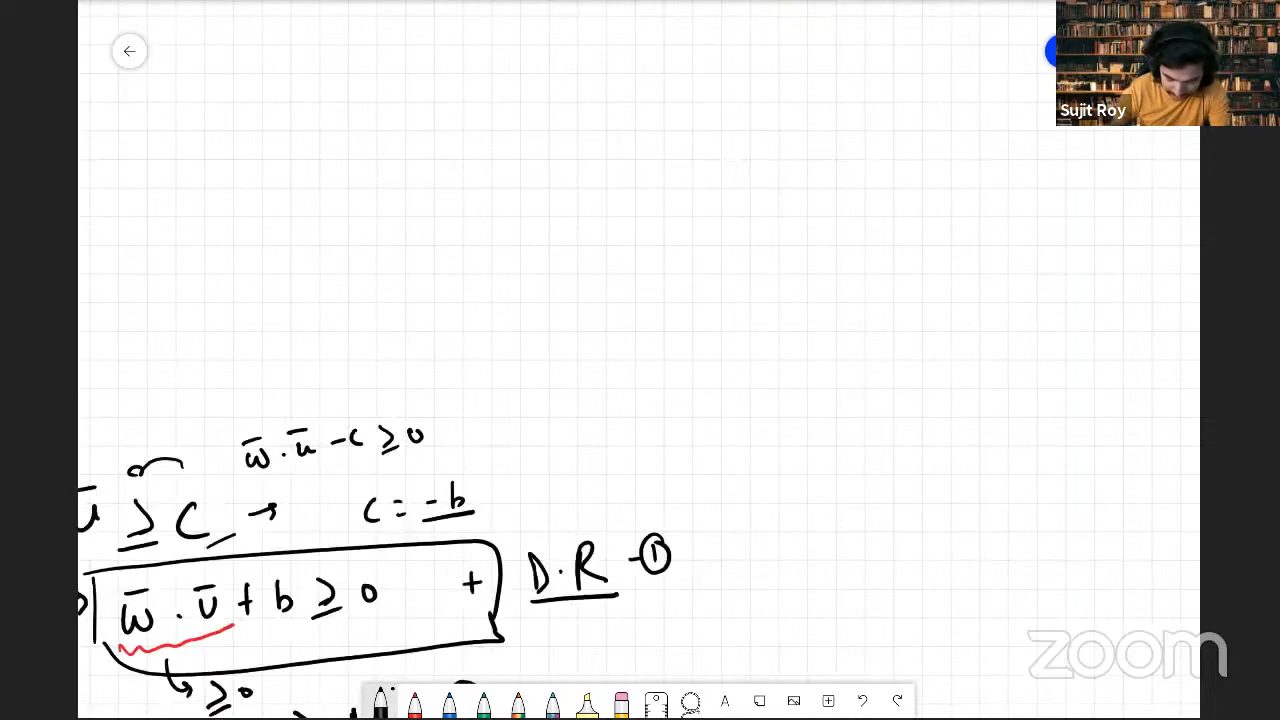 Sujit Roy
w̄ . ū - c ≥ 0
ū ≥ c → c = -b
w̄ . ū + b ≥ 0 + D.R - ①
↳ ≥ 0
A
zoom